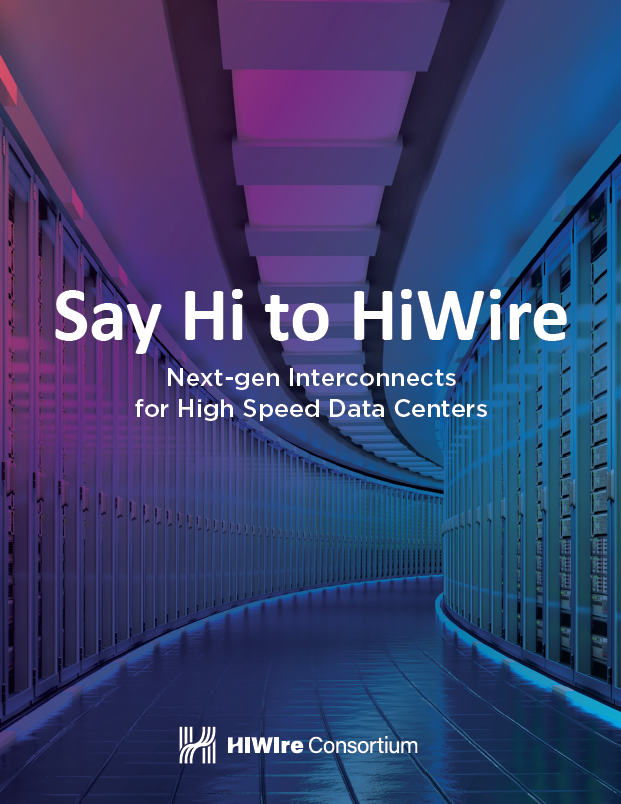 Say Hi to HiWire
Next-gen Interconnects
for High Speed Data Centers
HiWire Consortium